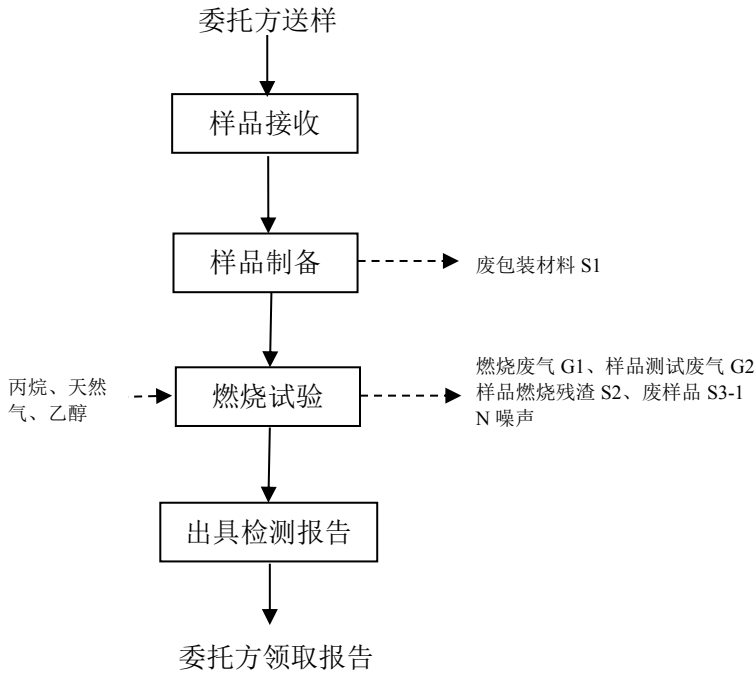 委托方送样
样品接收
样品制备
废包装材料 S1
丙烷、天然
气、乙醇
燃烧试验
燃烧废气 G1、样品测试废气 G2
样品燃烧残渣 S2、废样品 S3-1
N 噪声
出具检测报告
委托方领取报告